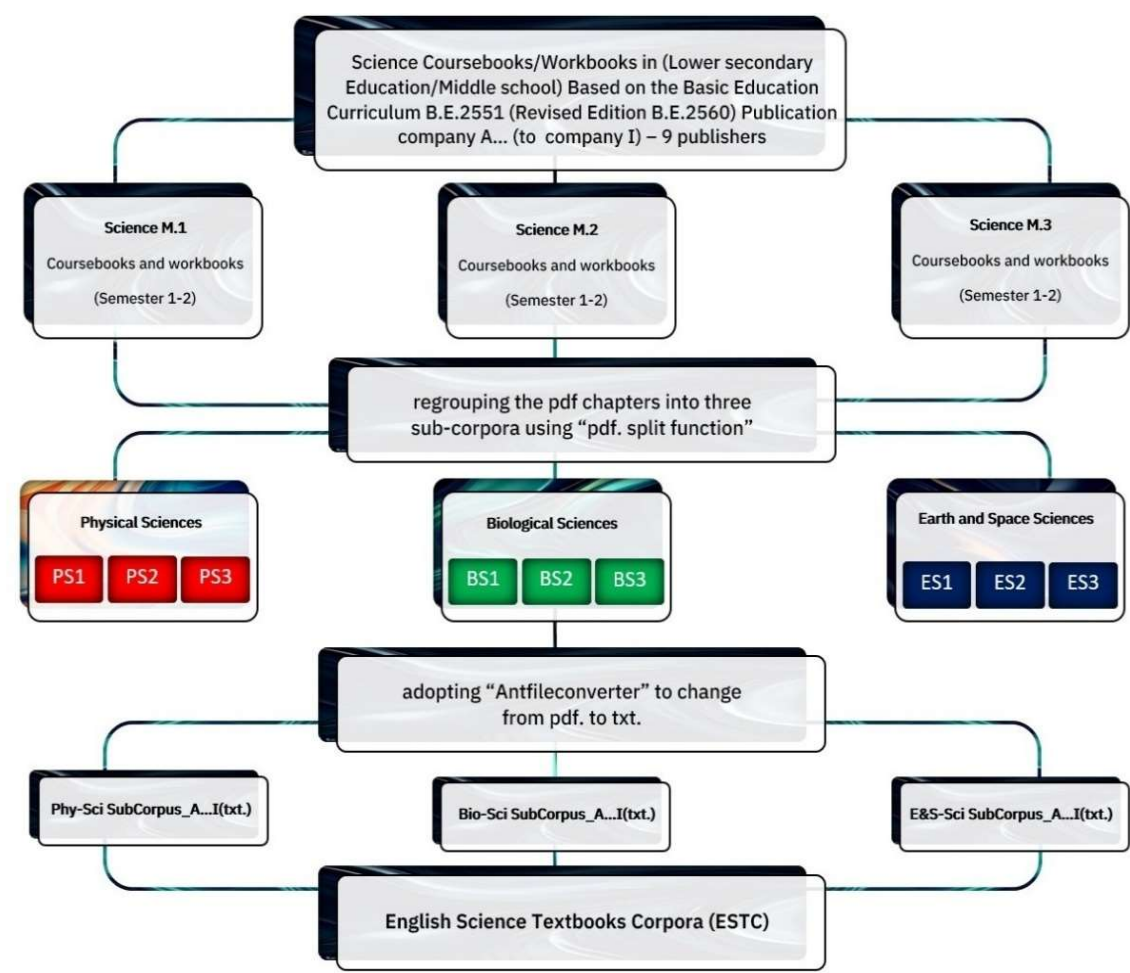 Science Coursebooks/Workbooks in (Lower secondary
Education/Middle school) Based on the Basic Education
Curriculum B.E.2551 (Revised Edition B.E.2560) Publication
company A... (to company I) – 9 publishers
Science M.1
Coursebooks and workbooks
(Semester 1-2)
Science M.2
Coursebooks and workbooks
(Semester 1-2)
Science M.3
Coursebooks and workbooks
(Semester 1-2)
regrouping the pdf chapters into three
sub-corpora using “pdf. split function”
Physical Sciences
PS1 PS2 PS3
Biological Sciences
BS1 BS2 BS3
Earth and Space Sciences
ES1 ES2 ES3
adopting “Antfileconverter” to change
from pdf. to txt.
Phy-Sci SubCorpus_A...I(txt.)
Bio-Sci SubCorpus_A...I(txt.)
E&S-Sci SubCorpus_A...I(txt.)
English Science Textbooks Corpora (ESTC)